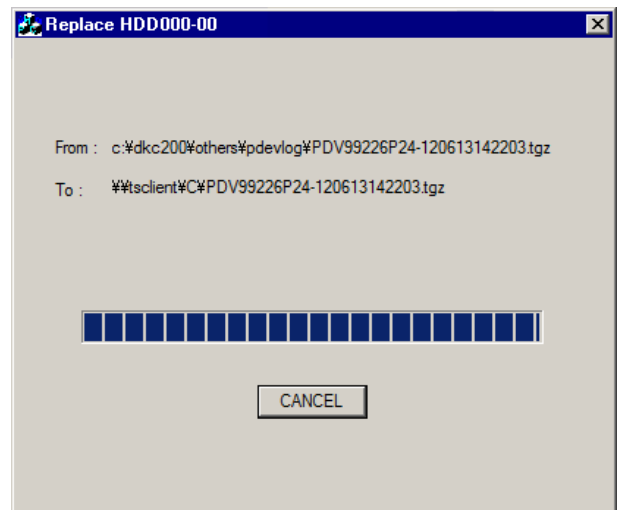 Replace HDD000-00
From : c:¥dkc200¥others¥pdevlog¥PDV99226P24-120613142203.tgz
To : ¥¥tsclient¥C¥PDV99226P24-120613142203.tgz
CANCEL